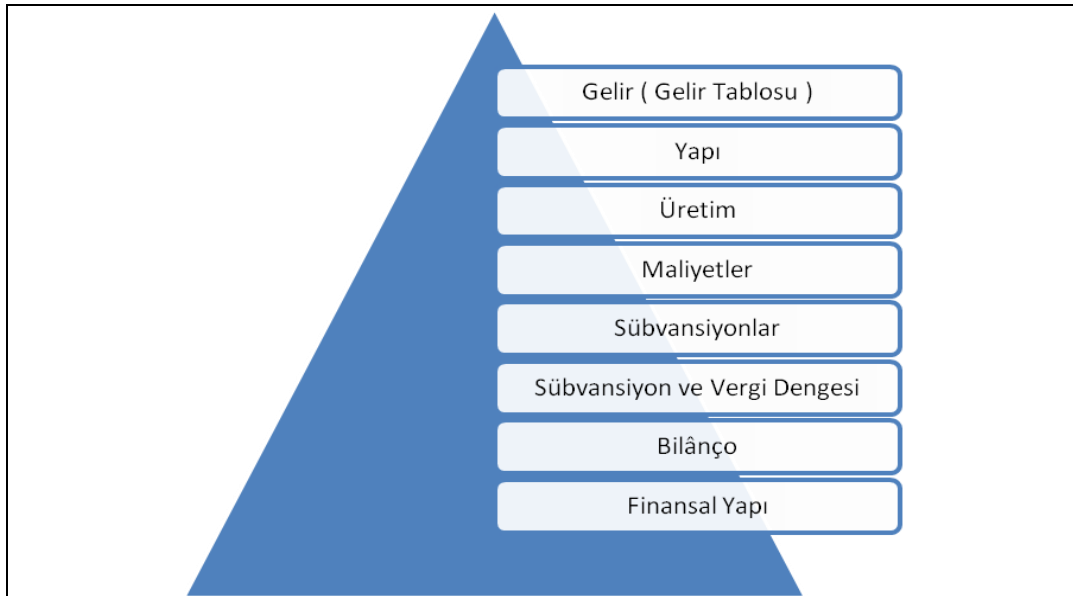 Gelir ( Gelir Tablosu )
Yapı
Üretim
Maliyetler
Sübvansiyonlar
Sübvansiyon ve Vergi Dengesi
Bilânço
Finansal Yapı